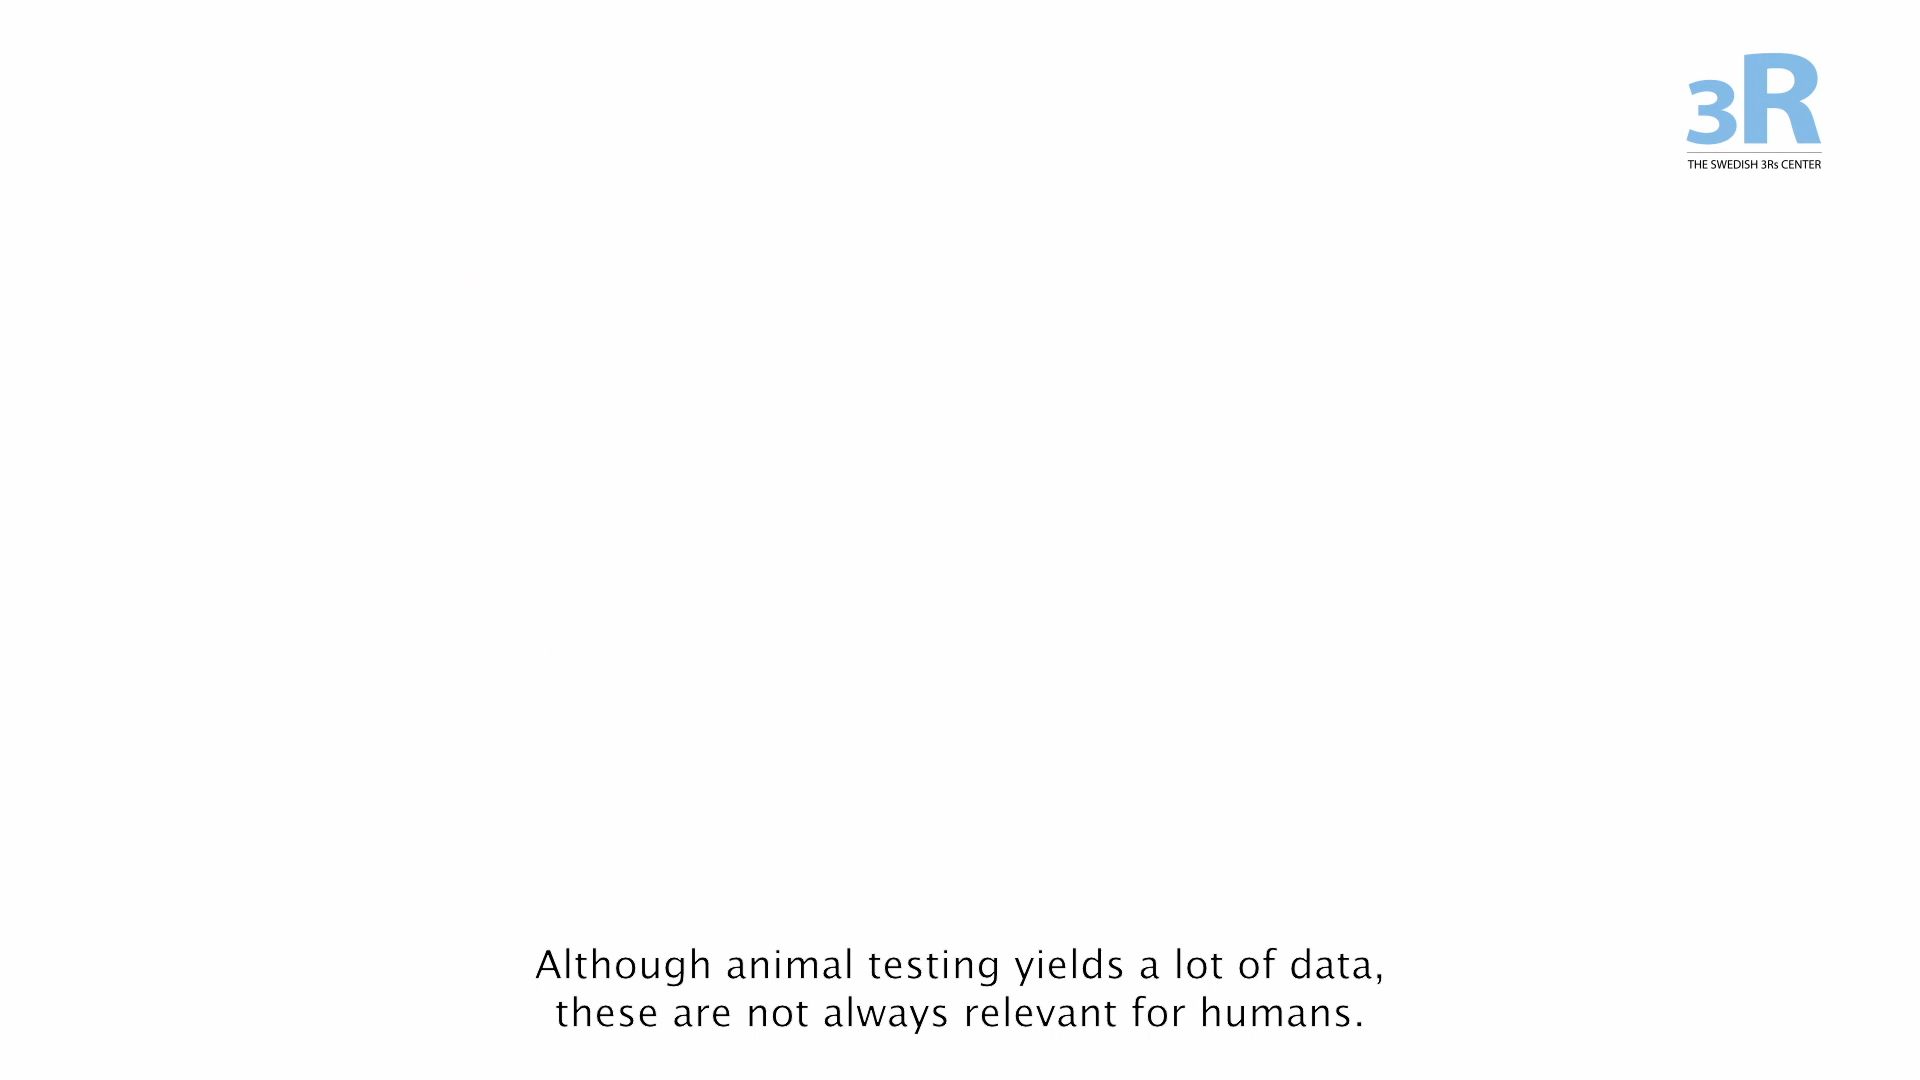 3R
THE SWEDISH 3Rs CENTER
Although animal testing yields a lot of data,
these are not always relevant for humans.